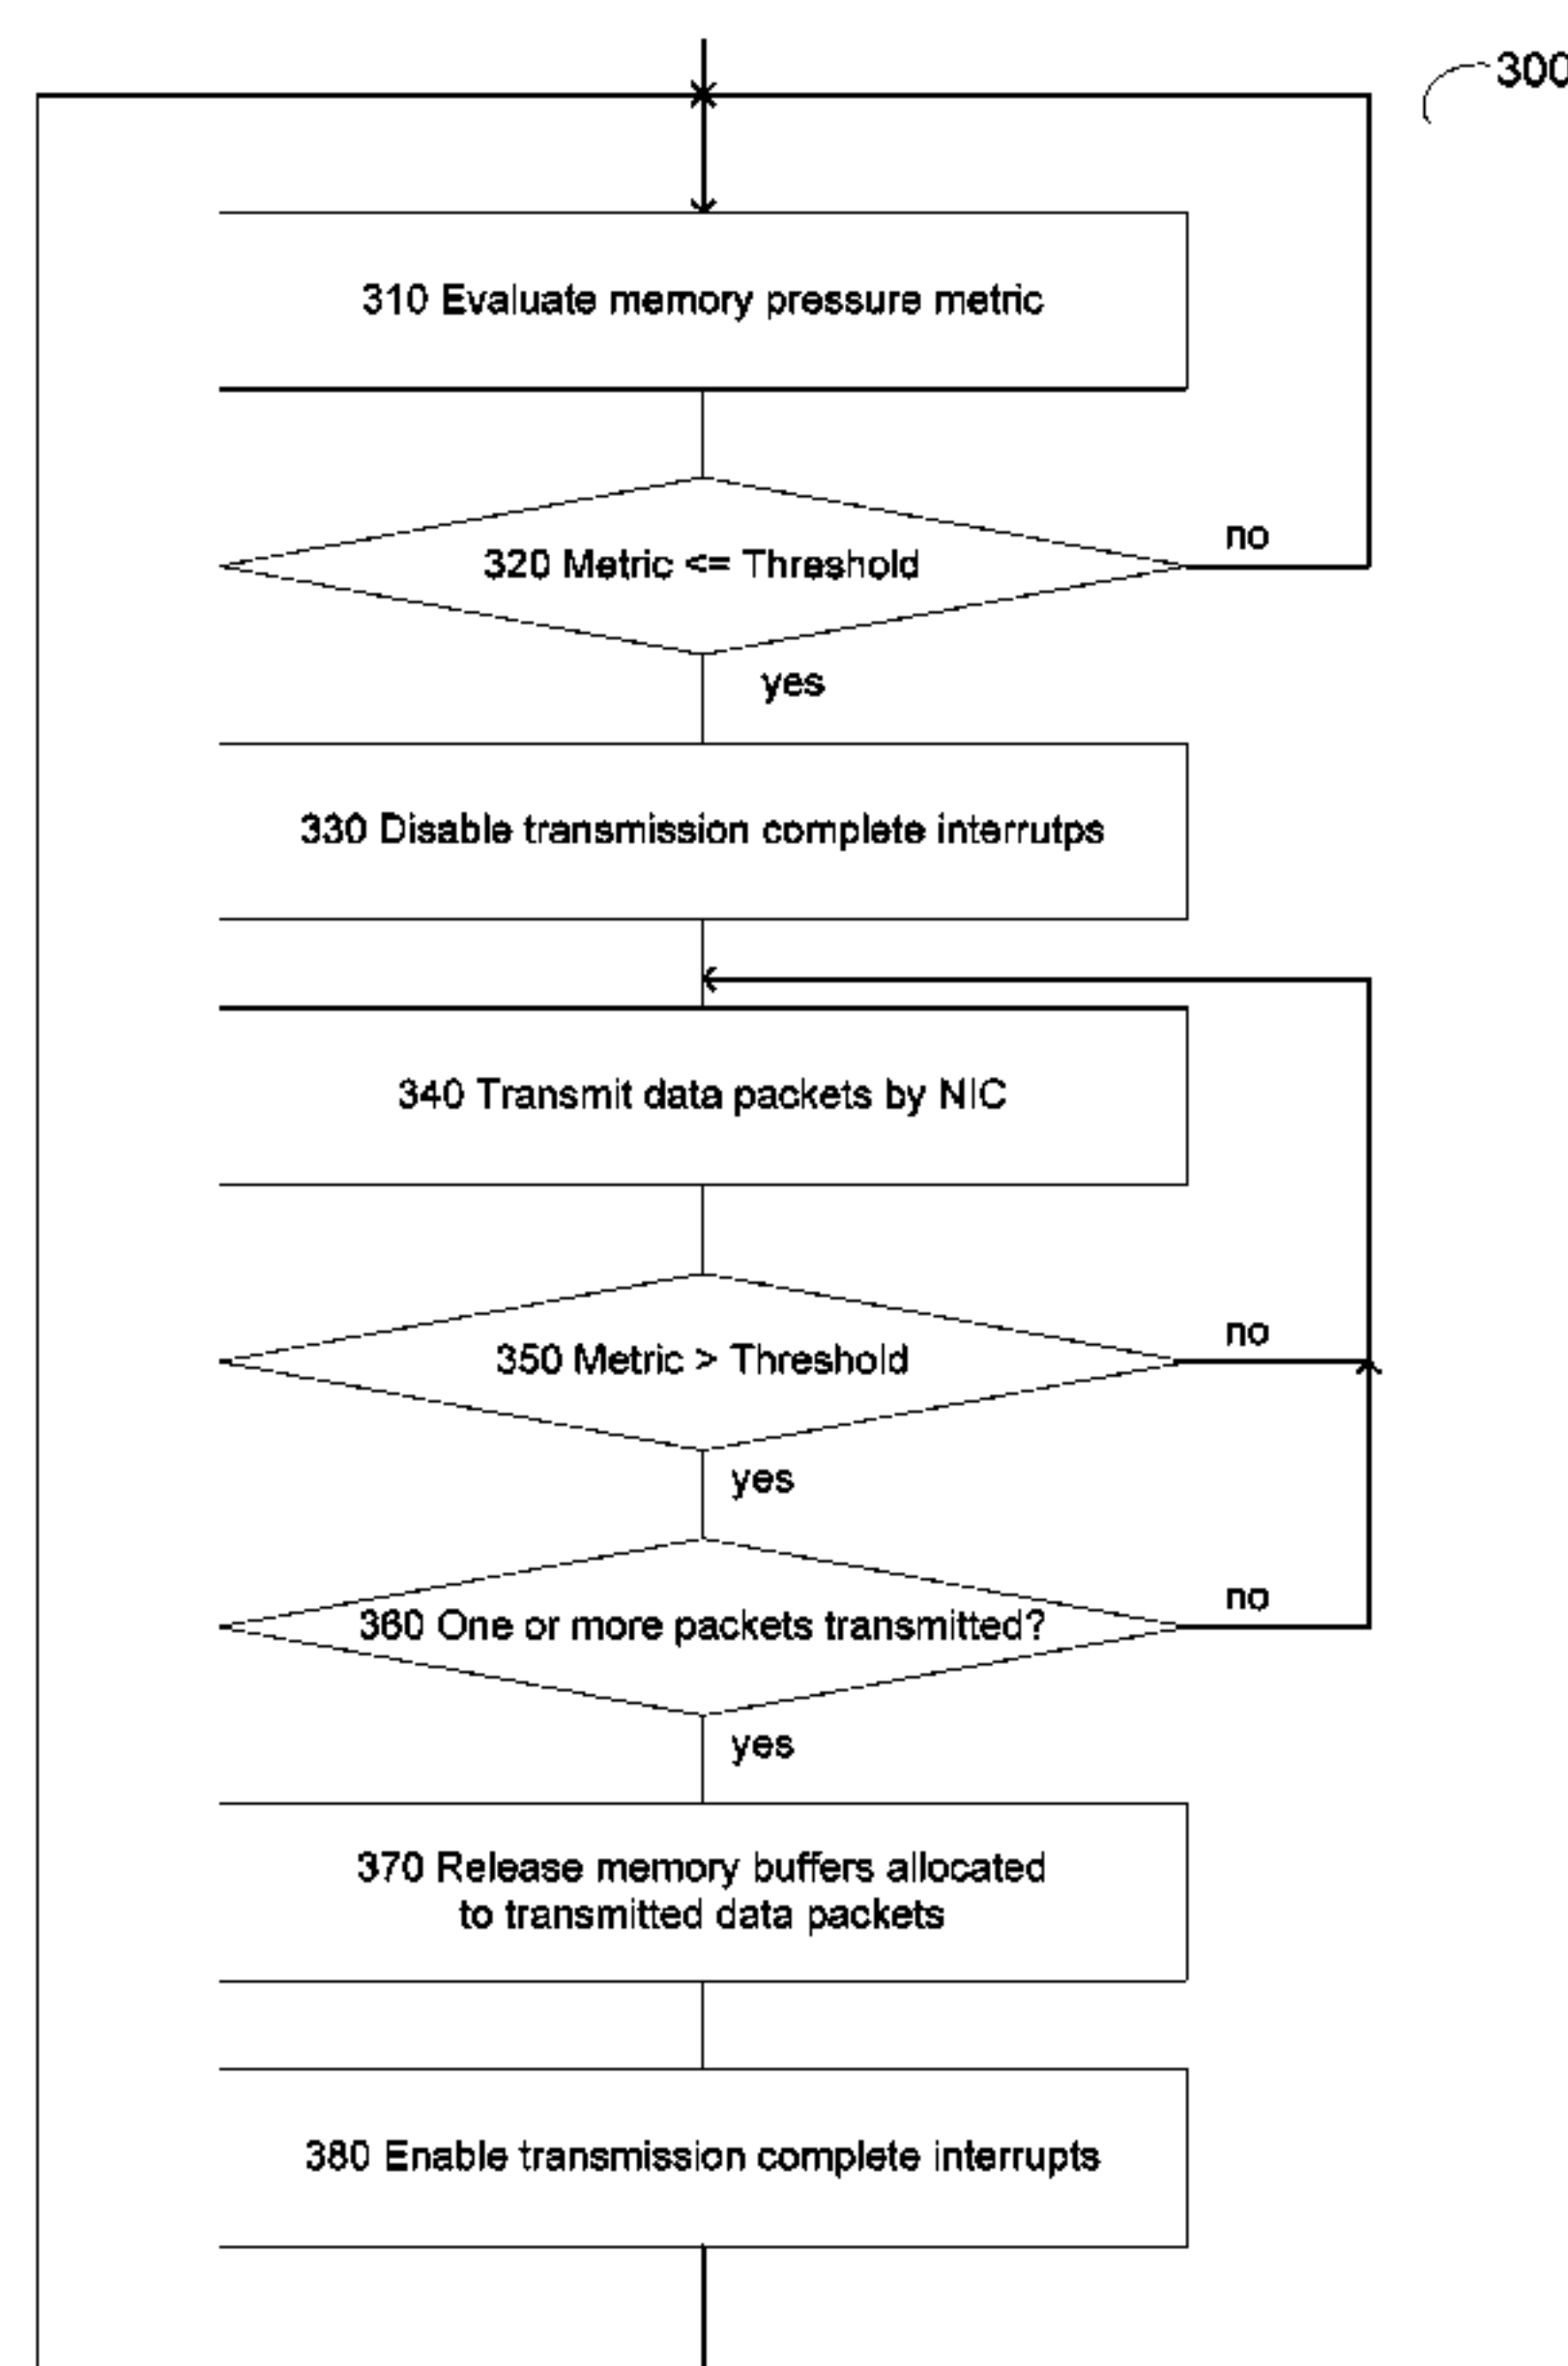 300
310 Evaluate memory pressure metric
320 Metric <= Threshold
no
yes
330 Disable transmission complete interrutps
340 Transmit data packets by NIC
350 Metric > Threshold
no
yes
360 One or more packets transmitted?
no
yes
370 Release memory buffers allocated
to transmitted data packets
380 Enable transmission complete interrupts